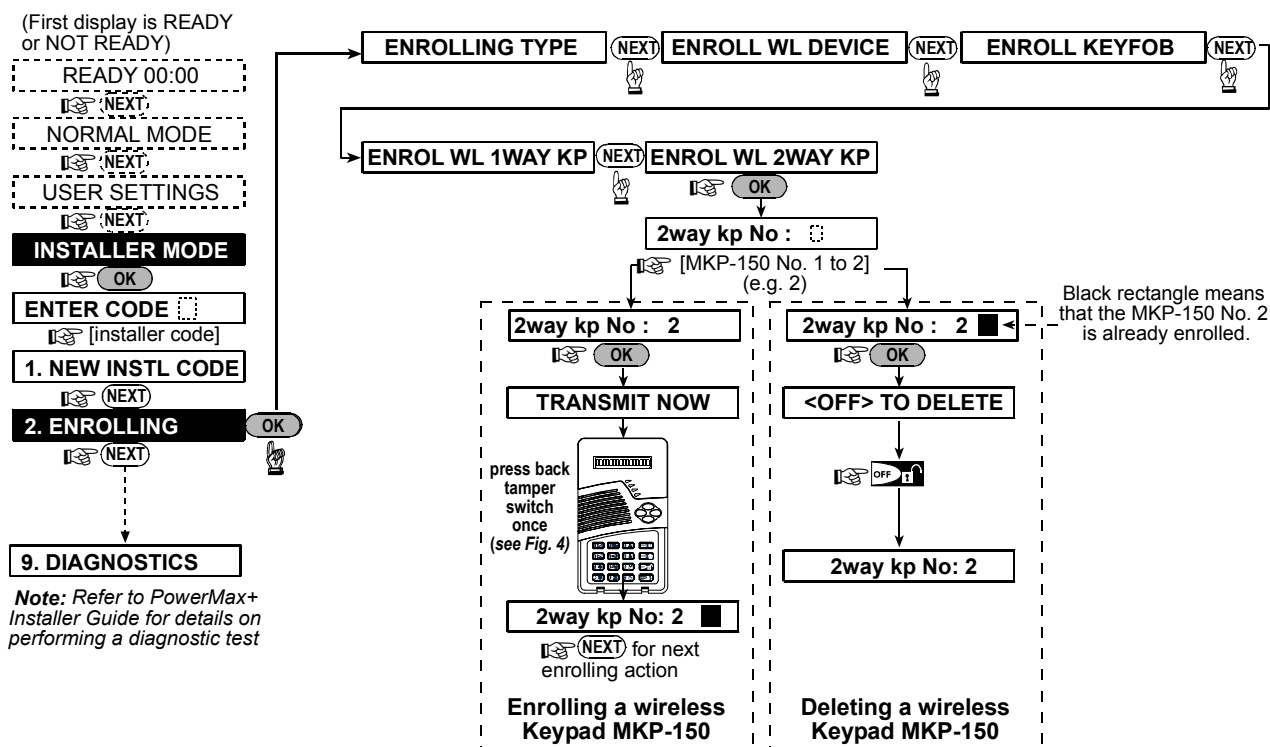 (First display is READY
or NOT READY)
READY 00:00
NEXT
NORMAL MODE
NEXT
USER SETTINGS
NEXT
INSTALLER MODE
OK
ENTER CODE
[installer code]
1. NEW INSTL CODE
NEXT
2. ENROLLING
OK
NEXT
9. DIAGNOSTICS
Note: Refer to PowerMax+
Installer Guide for details on
performing a diagnostic test
ENROLLING TYPE
NEXT
ENROLL WL DEVICE
NEXT
ENROLL KEYFOB
NEXT
ENROL WL 1WAY KP
NEXT
ENROL WL 2WAY KP
OK
2way kp No :
[MKP-150 No. 1 to 2]
(e.g. 2)
2way kp No : 2
OK
TRANSMIT NOW
press back
tamper
switch
once
(see Fig. 4)
2way kp No: 2
NEXT for next
enrolling action
Enrolling a wireless
Keypad MKP-150
2way kp No : 2
Black rectangle means
that the MKP-150 No. 2
is already enrolled.
OK
<OFF> TO DELETE
OFF
2way kp No: 2
Deleting a wireless
Keypad MKP-150